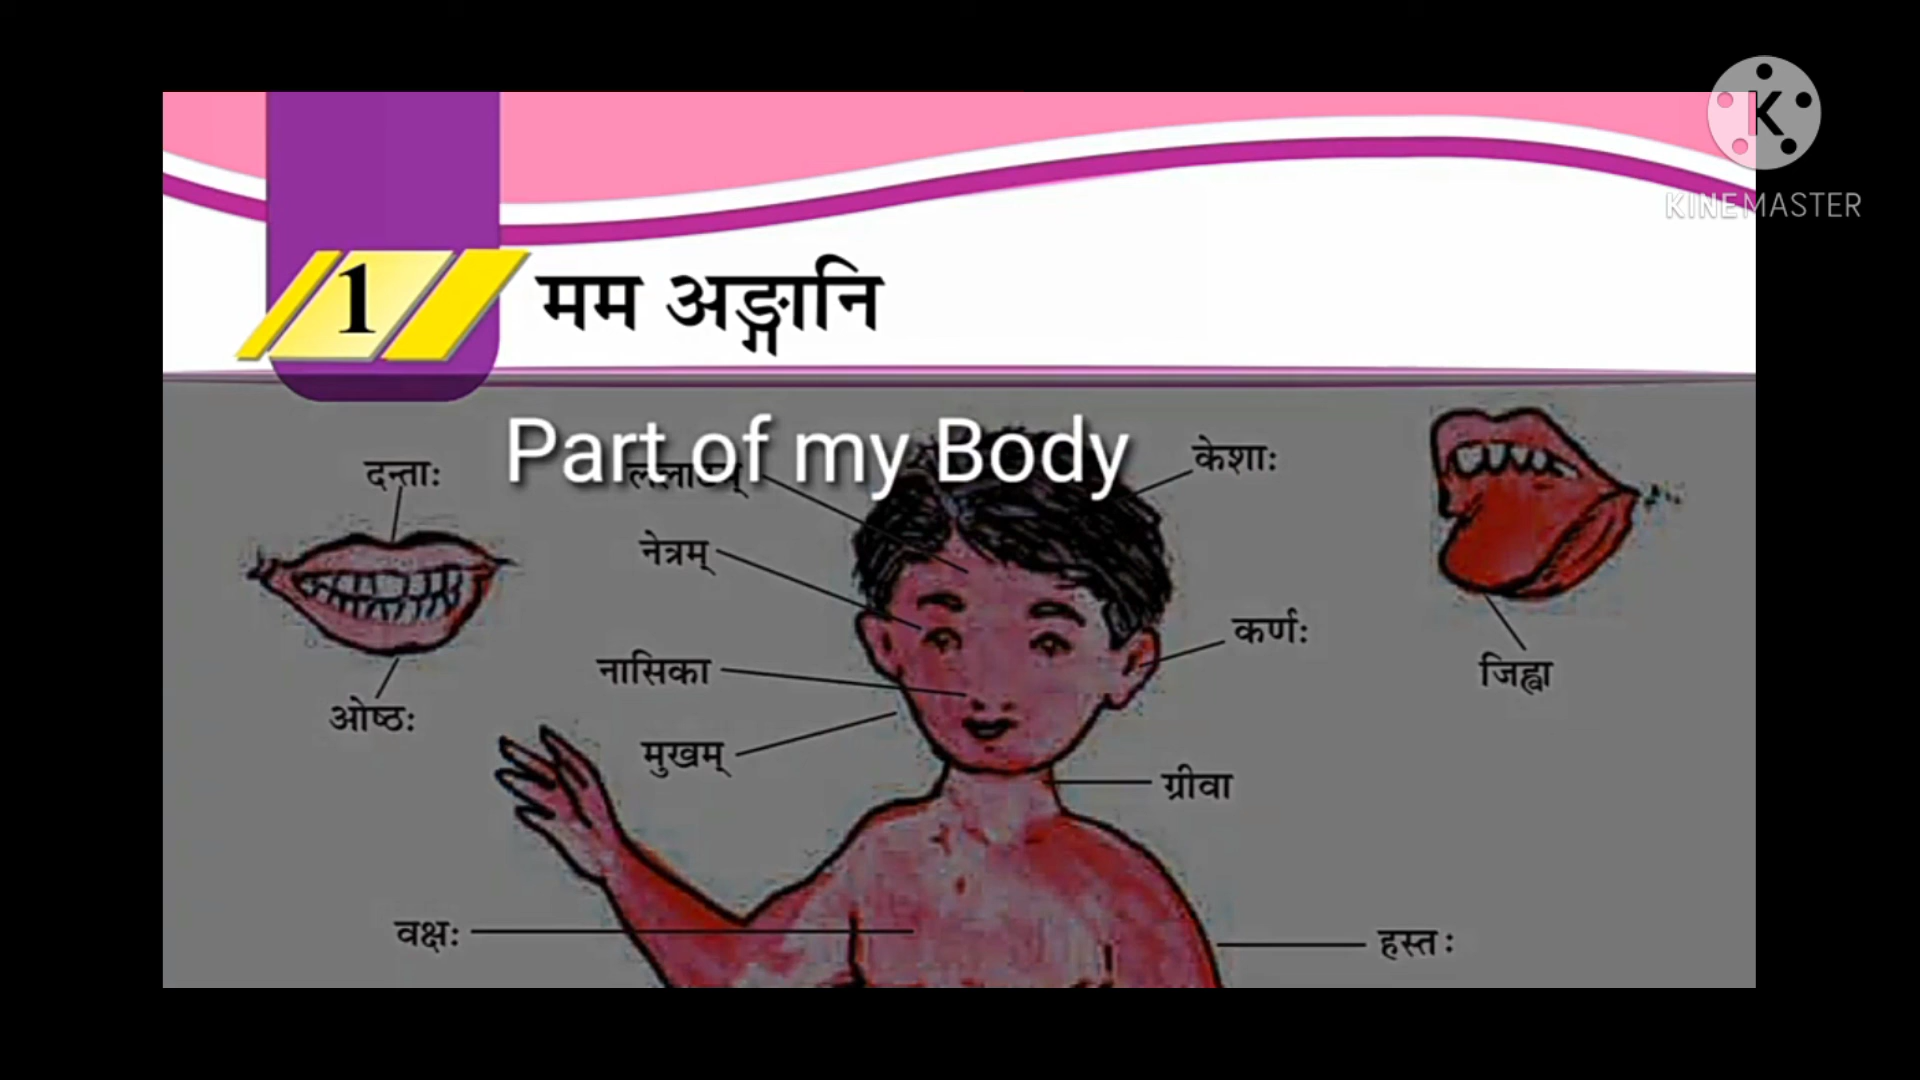 KINEMASTER
1 मम अङ्गानि
Part of my Body
दन्ताः
केशाः
नेत्रम्
कर्णः
नासिका
जिह्वा
ओष्ठः
मुखम्
ग्रीवा
वक्षः
हस्तः